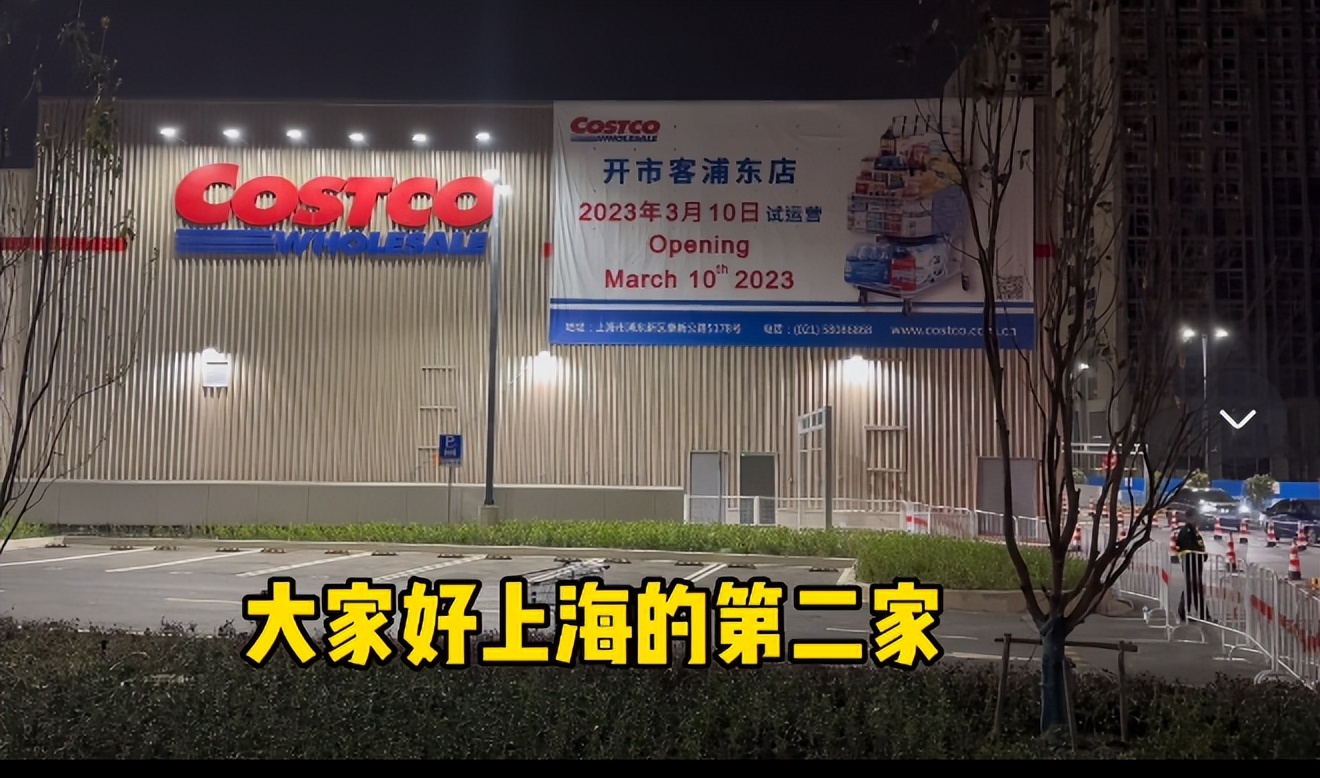 COSTCO
WHOLESALE
COSTCO
WHOLESALE
开市客浦东店
2023年3月10日 试运营
Opening
March 10th 2023
www.costco.com.cn
P
大家好上海的第二家